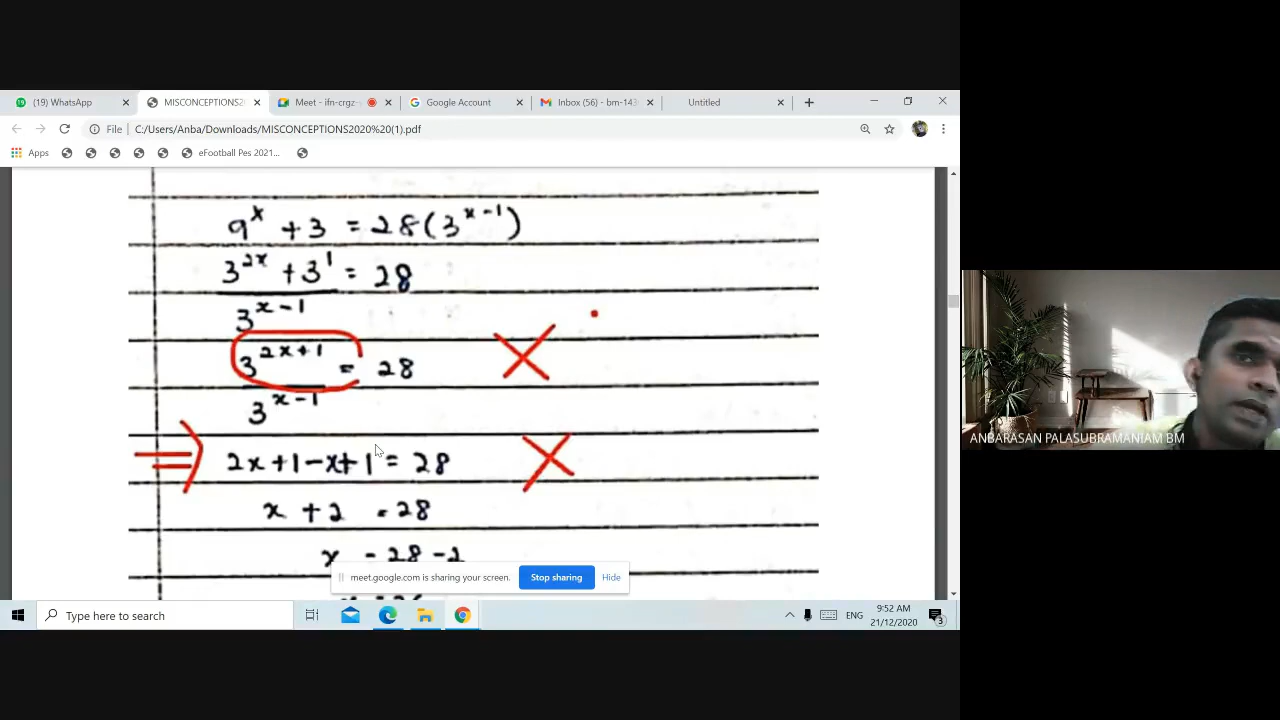 (19) WhatsApp
MISCONCEPTIONS2
Meet - ifn-crgz-
Google Account
Inbox (56) - bm-143
Untitled
File
C:/Users/Anba/Downloads/MISCONCEPTIONS2020%20(1).pdf
Apps
eFootball Pes 2021...
9^x + 3 = 28(3^{x-1})
3^{2x} + 3^1 = 28
3^{x-1}
3^{2x+1} = 28
3^{x-1}
2x + 1 - x + 1 = 28
x + 2 = 28
x = 28 - 2
ANBARASAN PALASUBRAMANIAM BM
meet.google.com is sharing your screen.
Stop sharing
Hide
Type here to search
ENG
9:52 AM
21/12/2020
3